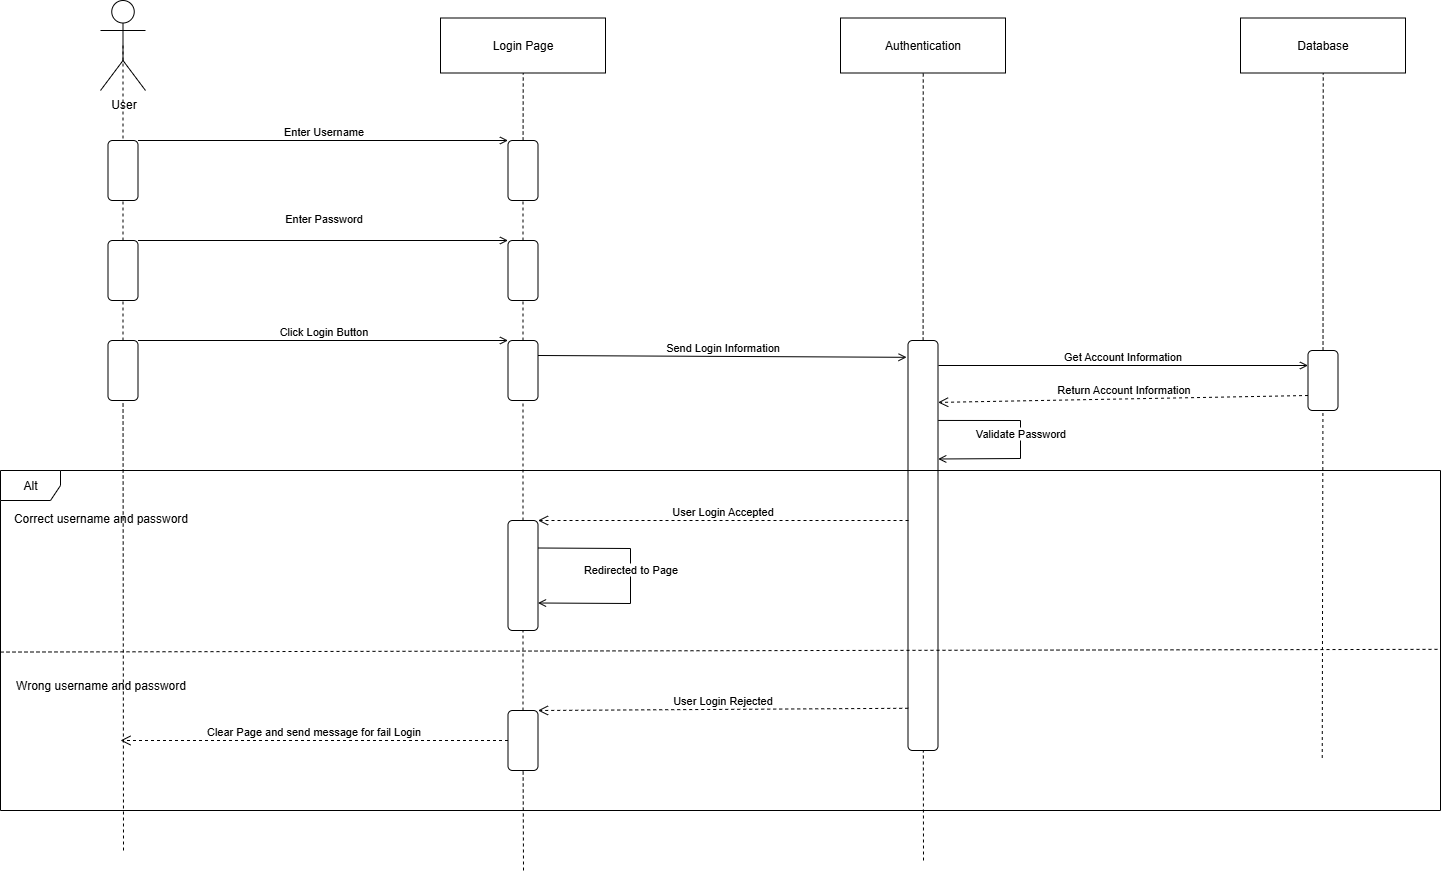 User
Login Page
Authentication
Database
Enter Username
Enter Password
Click Login Button
Send Login Information
Get Account Information
Return Account Information
Validate Password
Alt
Correct username and password
User Login Accepted
Redirected to Page
Wrong username and password
User Login Rejected
Clear Page and send message for fail Login